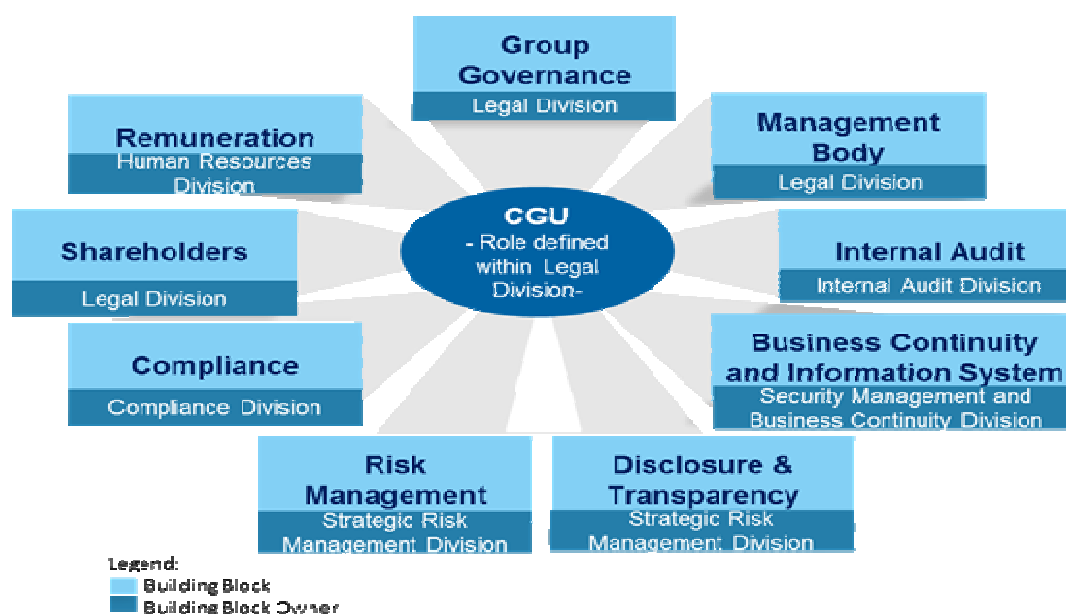 Group
Governance
Legal Division
Remuneration
Human Resources
Division
Management
Body
Legal Division
CGU
- Role defined
within Legal
Division-
Shareholders
Legal Division
Internal Audit
Internal Audit Division
Compliance
Compliance Division
Business Continuity
and Information System
Security Management and
Business Continuity Division
Risk
Management
Strategic Risk
Management Division
Disclosure &
Transparency
Strategic Risk
Management Division
Legend:
Building Block
Building Block Owner